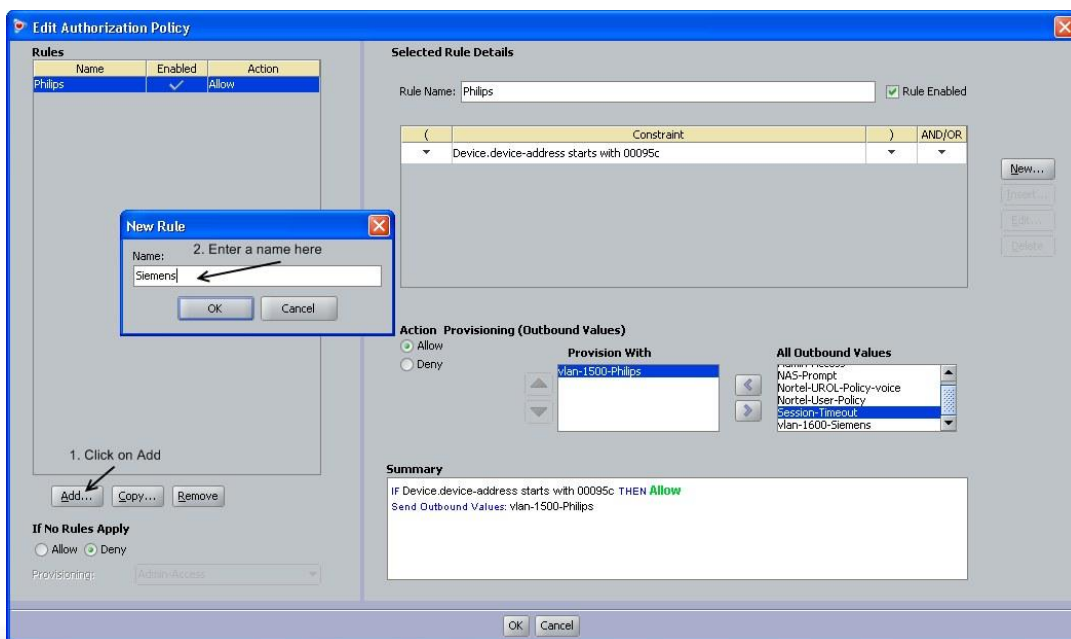 Edit Authorization Policy
Rules
Name Enabled Action
Philips Allow
Selected Rule Details
Rule Name: Philips Rule Enabled
( Constraint ) AND/OR
Device.device-address starts with 00095c
New...
Insert...
Edit...
Delete
New Rule
2. Enter a name here
Name:
Siemens
OK Cancel
Action Provisioning (Outbound Values)
Allow
Deny
Provision With
vlan-1500-Philips
All Outbound Values
Admin-Access
NAS-Prompt
Nortel-UROL-Policy-voice
Nortel-User-Policy
Session-Timeout
vlan-1600-Siemens
1. Click on Add
Add... Copy... Remove
If No Rules Apply
Allow Deny
Provisioning: Admin-Access
Summary
IF Device.device-address starts with 00095c THEN Allow
Send Outbound Values: vlan-1500-Philips
OK Cancel